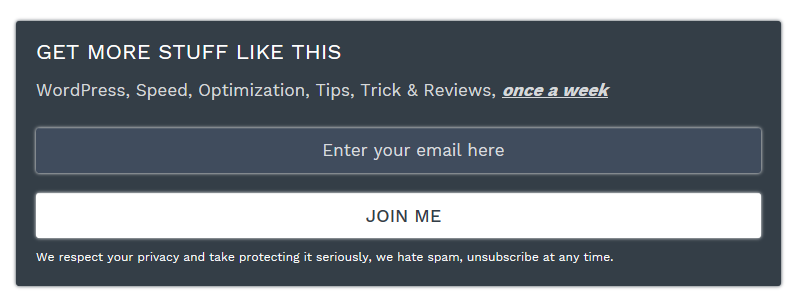 GET MORE STUFF LIKE THIS
WordPress, Speed, Optimization, Tips, Trick & Reviews, once a week
Enter your email here
JOIN ME
We respect your privacy and take protecting it seriously, we hate spam, unsubscribe at any time.